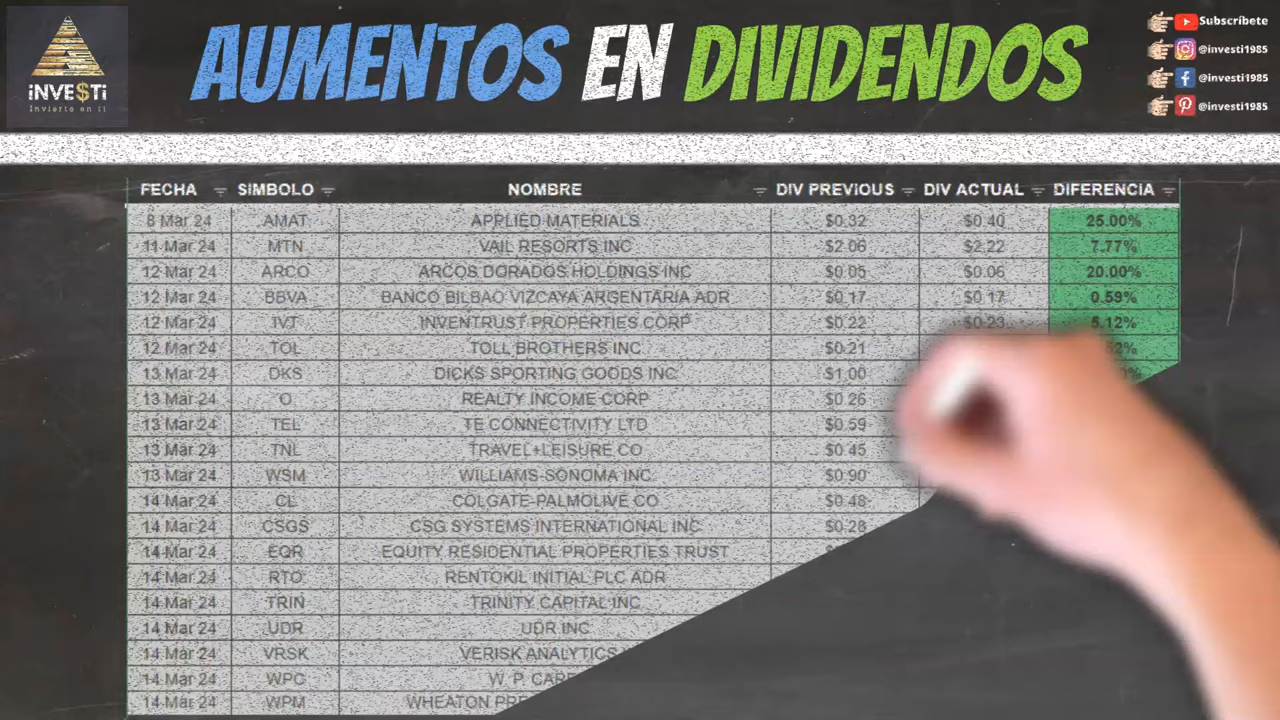 iNVE$Ti
Invierte en ti
AUMENTOS EN DIVIDENDOS
Subscríbete
@investi1985
@investi1985
@investi1985
FECHA SIMBOLO NOMBRE DIV PREVIOUS DIV ACTUAL DIFERENCIA
8 Mar 24 AMAT APPLIED MATERIALS $0.32 $0.40 25.00%
11 Mar 24 MTN VAIL RESORTS INC $2.06 $2.22 7.77%
12 Mar 24 ARCO ARCOS DORADOS HOLDINGS INC $0.05 $0.06 20.00%
12 Mar 24 BBVA BANCO BILBAO VIZCAYA ARGENTARIA ADR $0.17 $0.17 0.59%
12 Mar 24 IVT INVENTRUST PROPERTIES CORP $0.22 $0.23 5.12%
12 Mar 24 TOL TOLL BROTHERS INC $0.21
13 Mar 24 DKS DICKS SPORTING GOODS INC $1.00
13 Mar 24 O REALTY INCOME CORP $0.26
13 Mar 24 TEL TE CONNECTIVITY LTD $0.59
13 Mar 24 TNL TRAVEL+LEISURE CO $0.45
13 Mar 24 WSM WILLIAMS-SONOMA INC $0.90
14 Mar 24 CL COLGATE-PALMOLIVE CO $0.48
14 Mar 24 CSGS CSG SYSTEMS INTERNATIONAL INC $0.28
14 Mar 24 EQR EQUITY RESIDENTIAL PROPERTIES TRUST
14 Mar 24 RTO RENTOKIL INITIAL PLC ADR
14 Mar 24 TRIN TRINITY CAPITAL INC
14 Mar 24 UDR UDR INC
14 Mar 24 VRSK VERISK ANALYTICS
14 Mar 24 WPC W. P. CARE
14 Mar 24 WPM WHEATON PRE